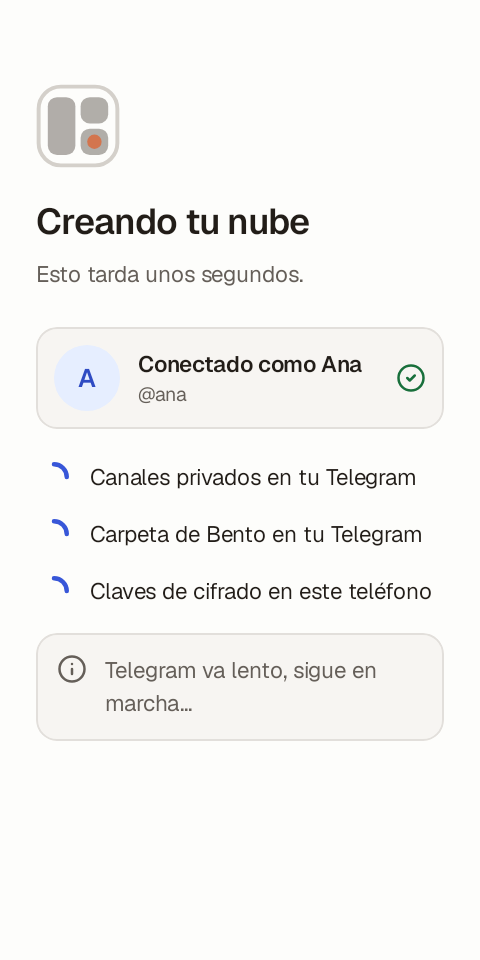 Creando tu nube
Esto tarda unos segundos.
A
Conectado como Ana
@ana
Canales privados en tu Telegram
Carpeta de Bento en tu Telegram
Claves de cifrado en este teléfono
Telegram va lento, sigue en
marcha...